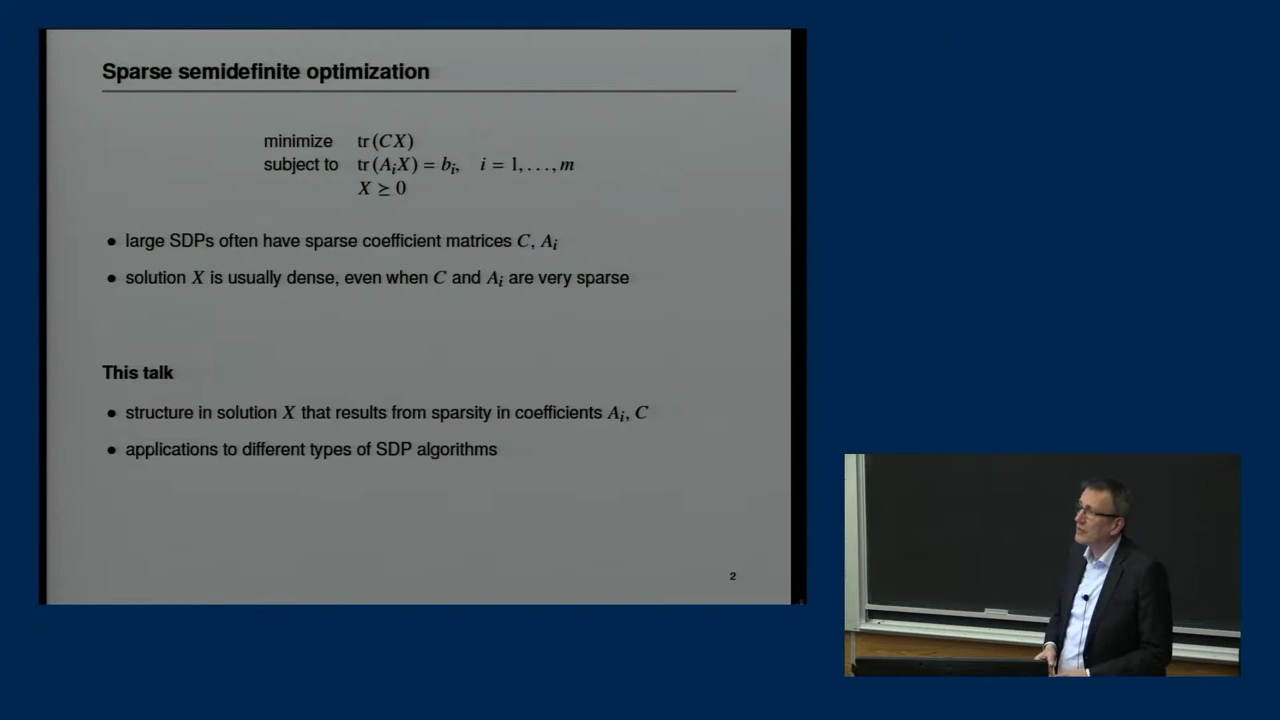 Sparse semidefinite optimization
minimize tr(CX)
subject to tr(AᵢX) = bᵢ, i = 1, . . . , m
X ≥ 0
● large SDPs often have sparse coefficient matrices C, Aᵢ
● solution X is usually dense, even when C and Aᵢ are very sparse
This talk
● structure in solution X that results from sparsity in coefficients Aᵢ, C
● applications to different types of SDP algorithms
2